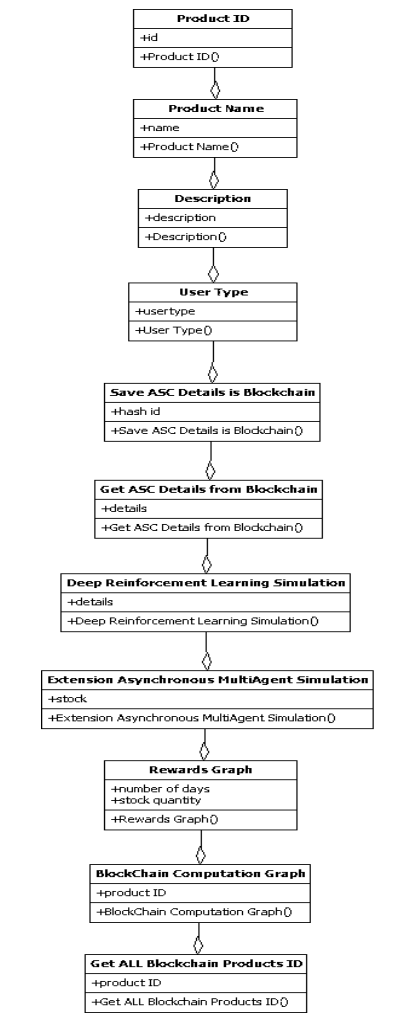 Product ID
+id
+Product ID()
Product Name
+name
+Product Name()
Description
+description
+Description()
User Type
+usertype
+User Type()
Save ASC Details is Blockchain
+hash id
+Save ASC Details is Blockchain()
Get ASC Details from Blockchain
+details
+Get ASC Details from Blockchain()
Deep Reinforcement Learning Simulation
+details
+Deep Reinforcement Learning Simulation()
Extension Asynchronous MultiAgent Simulation
+stock
+Extension Asynchronous MultiAgent Simulation()
Rewards Graph
+number of days
+stock quantity
+Rewards Graph()
BlockChain Computation Graph
+product ID
+BlockChain Computation Graph()
Get ALL Blockchain Products ID
+product ID
+Get ALL Blockchain Products ID()